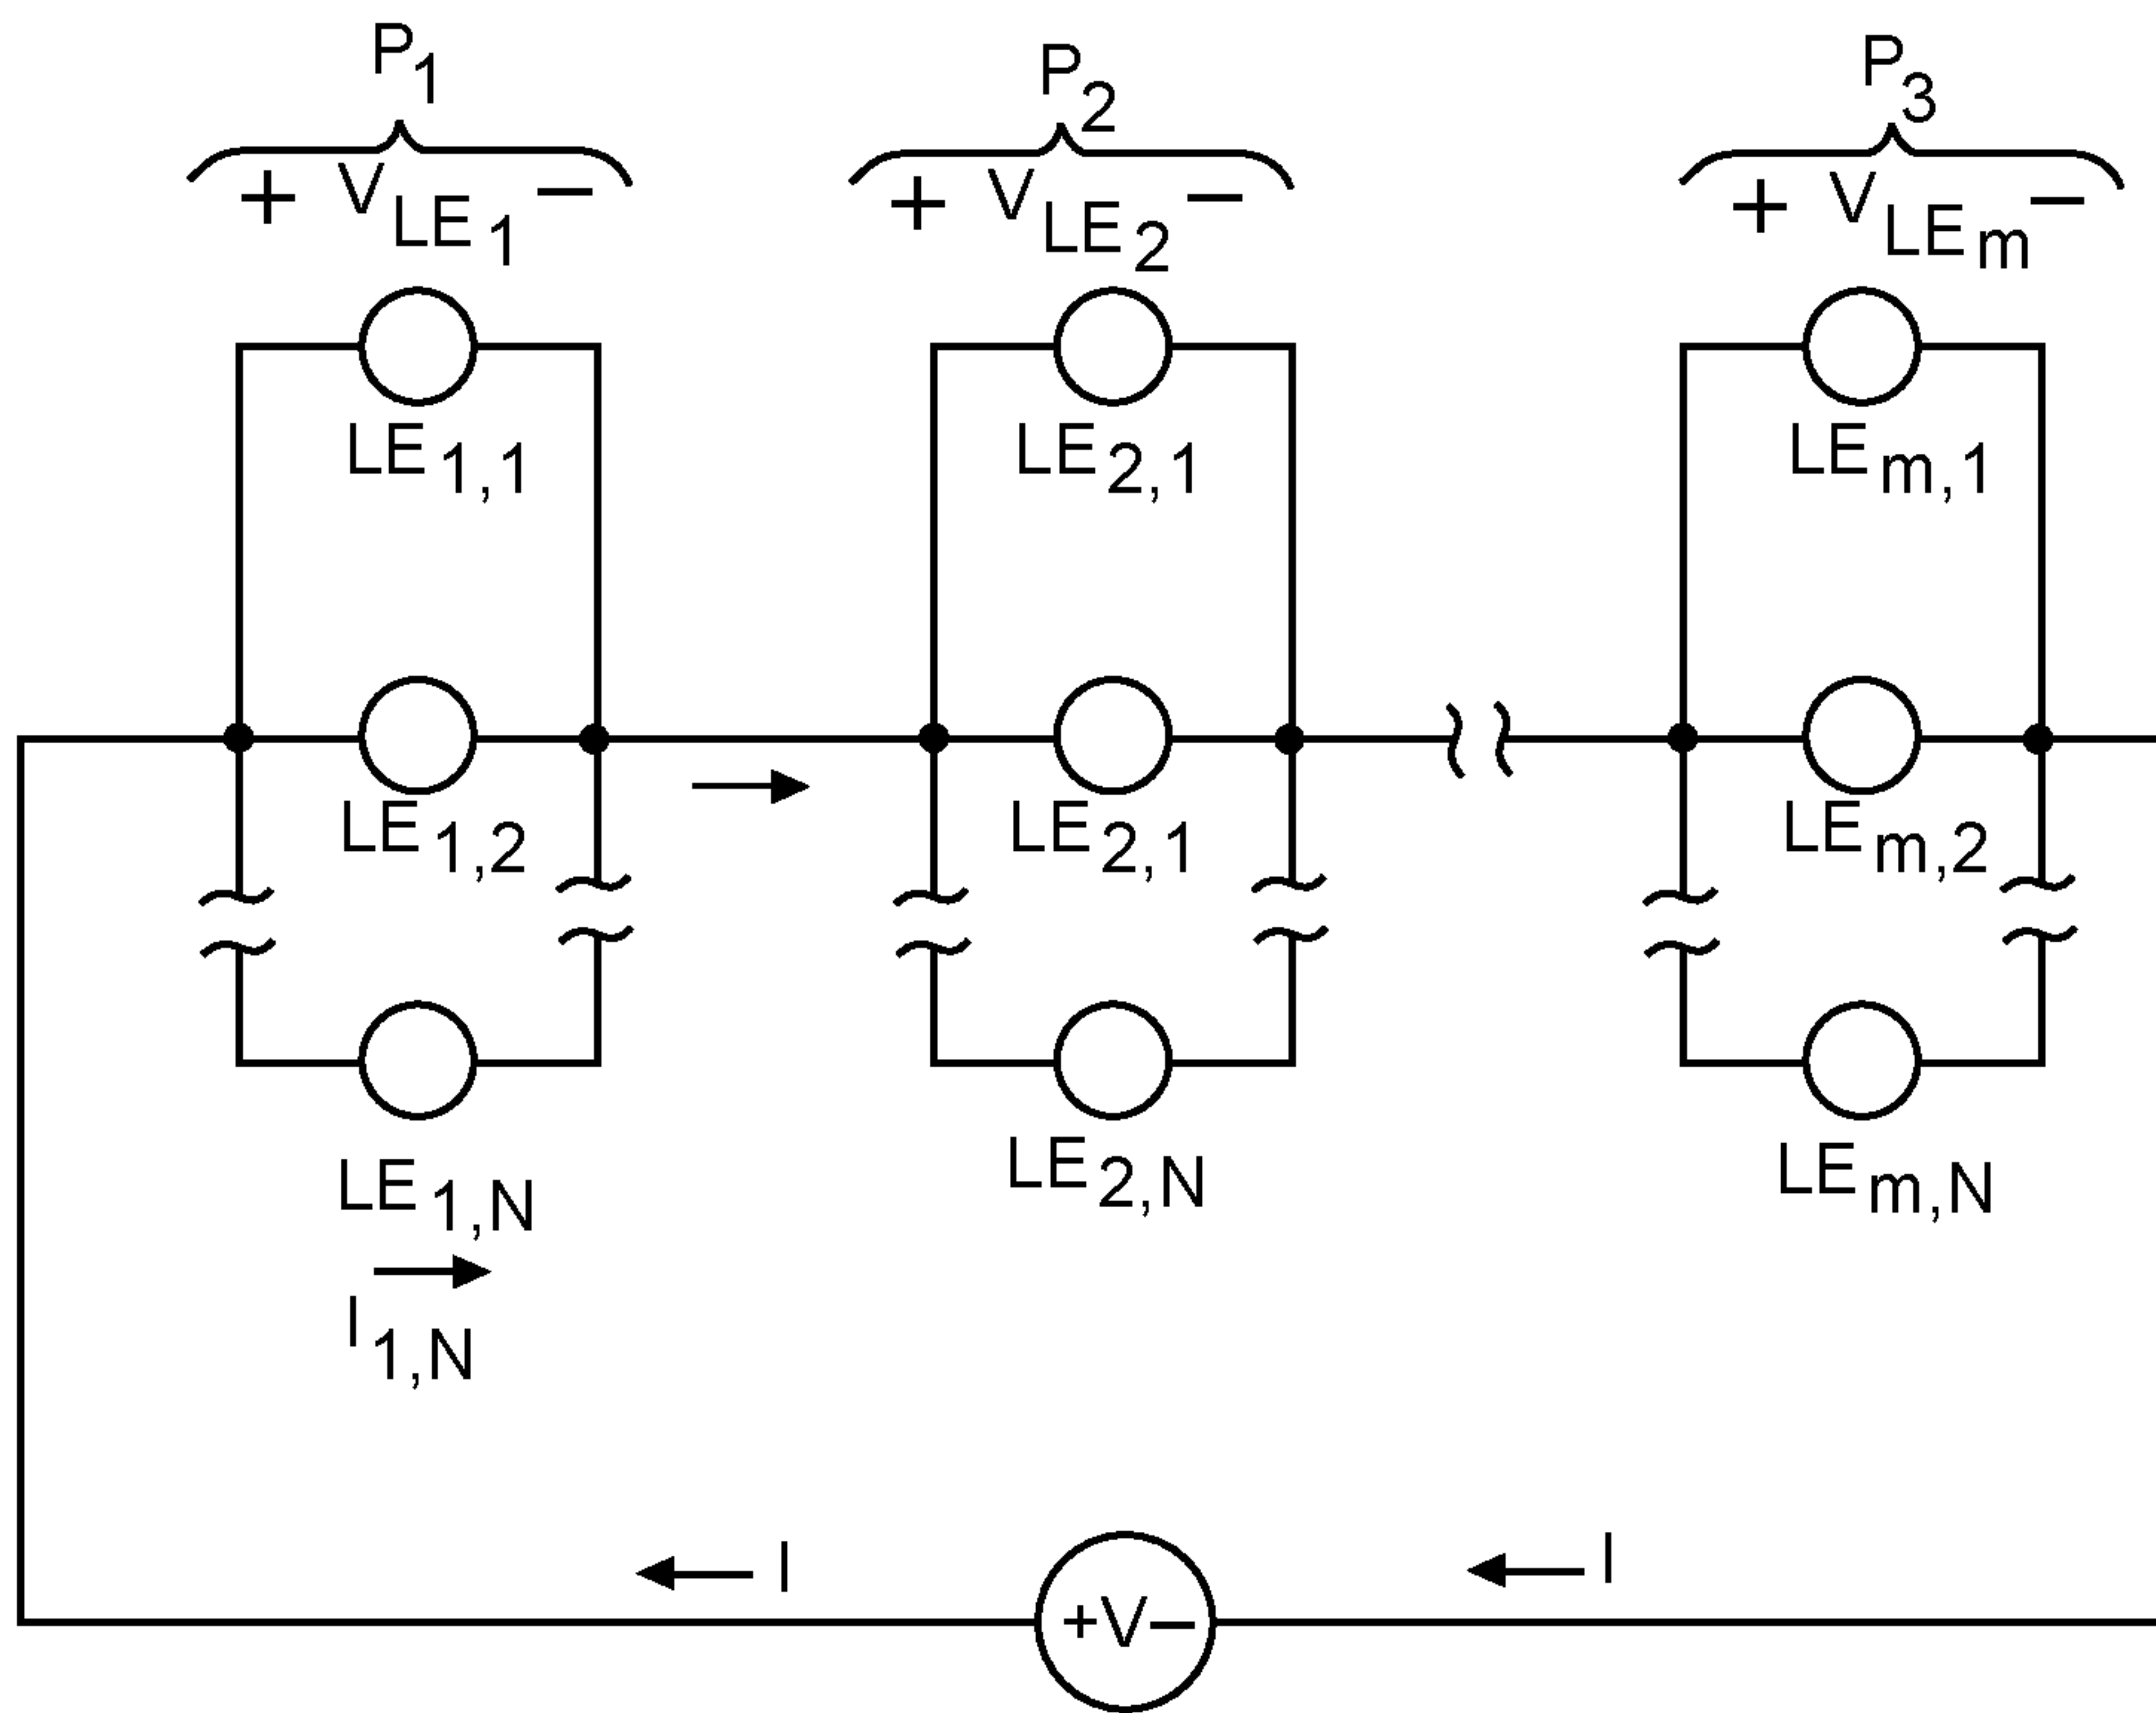 P1 P2 P3
+ VLE1 − + VLE2 − + VLEm −
LE1,1 LE2,1 LEm,1
LE1,2 LE2,1 LEm,2
LE1,N LE2,N LEm,N
I1,N
I I
+V−